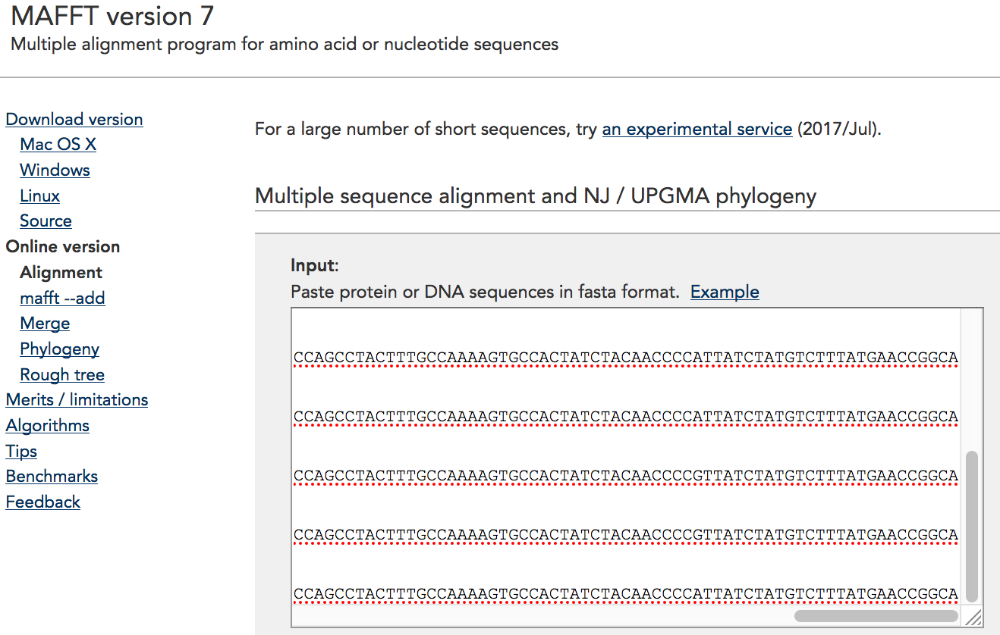 MAFFT version 7
Multiple alignment program for amino acid or nucleotide sequences
Download version
Mac OS X
Windows
Linux
Source
Online version
Alignment
mafft --add
Merge
Phylogeny
Rough tree
Merits / limitations
Algorithms
Tips
Benchmarks
Feedback
For a large number of short sequences, try an experimental service (2017/Jul).
Multiple sequence alignment and NJ / UPGMA phylogeny
Input:
Paste protein or DNA sequences in fasta format. Example
CCAGCCTACTTTGCCAAAAGTGCCACTATCTACAACCCCATTATCTATGTCTTTATGAACCGGCA
CCAGCCTACTTTGCCAAAAGTGCCACTATCTACAACCCCATTATCTATGTCTTTATGAACCGGCA
CCAGCCTACTTTGCCAAAAGTGCCACTATCTACAACCCCGTTATCTATGTCTTTATGAACCGGCA
CCAGCCTACTTTGCCAAAAGTGCCACTATCTACAACCCCGTTATCTATGTCTTTATGAACCGGCA
CCAGCCTACTTTGCCAAAAGTGCCACTATCTACAACCCCATTATCTATGTCTTTATGAACCGGCA